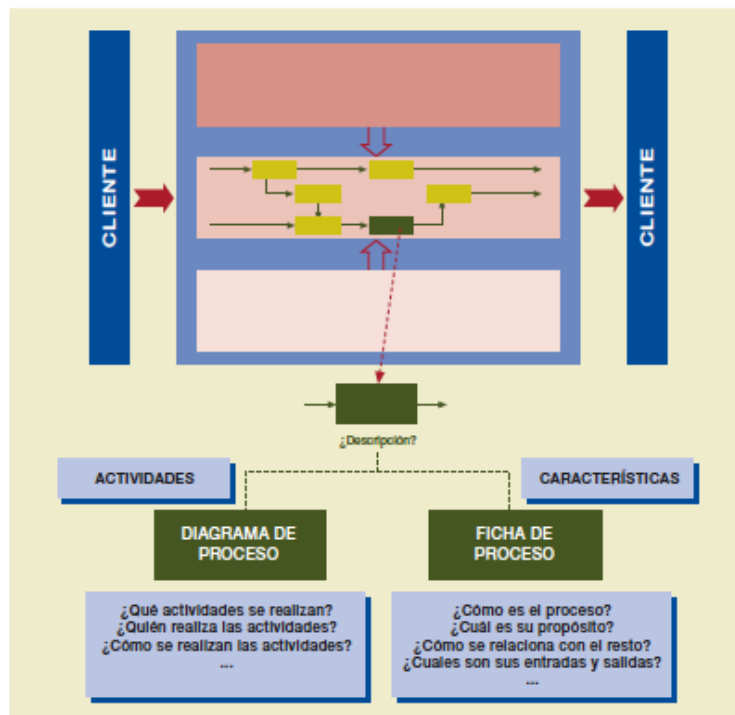 CLIENTE
CLIENTE
¿Descripción?
ACTIVIDADES
CARACTERÍSTICAS
DIAGRAMA DE
PROCESO
FICHA DE
PROCESO
¿Qué actividades se realizan?
¿Quién realiza las actividades?
¿Cómo se realizan las actividades?
...
¿Cómo es el proceso?
¿Cuál es su propósito?
¿Cómo se relaciona con el resto?
¿Cuales son sus entradas y salidas?
...